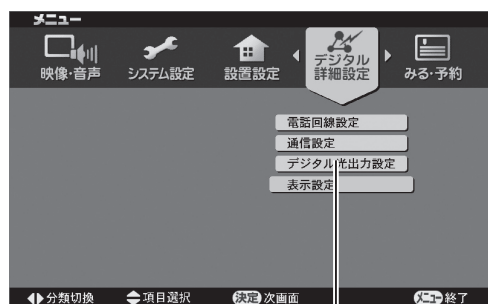 メニュー
映像・音声
システム設定
設置設定
デジタル
詳細設定
みる・予約
電話回線設定
通信設定
デジタル光出力設定
表示設定
分類切換 項目選択 決定 次画面 メニュー 終了